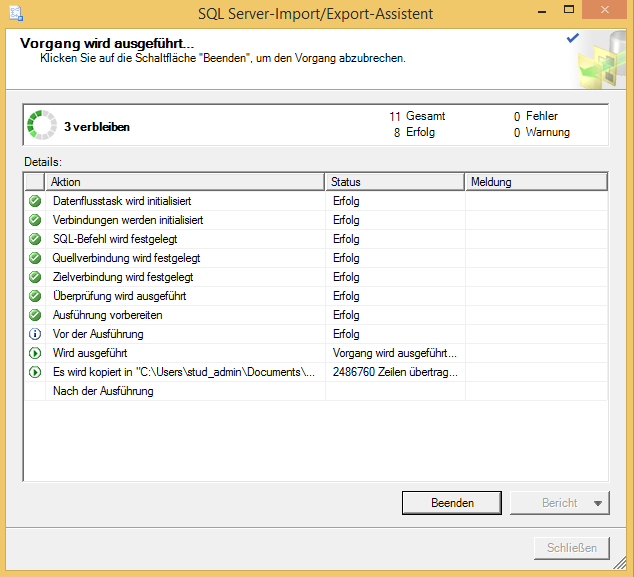 SQL Server-Import/Export-Assistent
Vorgang wird ausgeführt...
Klicken Sie auf die Schaltfläche "Beenden", um den Vorgang abzubrechen.
3 verbleiben
11 Gesamt
0 Fehler
8 Erfolg
0 Warnung
Details:
Aktion Status Meldung
Datenflusstask wird initialisiert Erfolg
Verbindungen werden initialisiert Erfolg
SQL-Befehl wird festgelegt Erfolg
Quellverbindung wird festgelegt Erfolg
Zielverbindung wird festgelegt Erfolg
Überprüfung wird ausgeführt Erfolg
Ausführung vorbereiten Erfolg
Vor der Ausführung Erfolg
Wird ausgeführt Vorgang wird ausgeführt...
Es wird kopiert in "C:\Users\stud_admin\Documents\... 2486760 Zeilen übertrag...
Nach der Ausführung
Beenden Bericht
Schließen